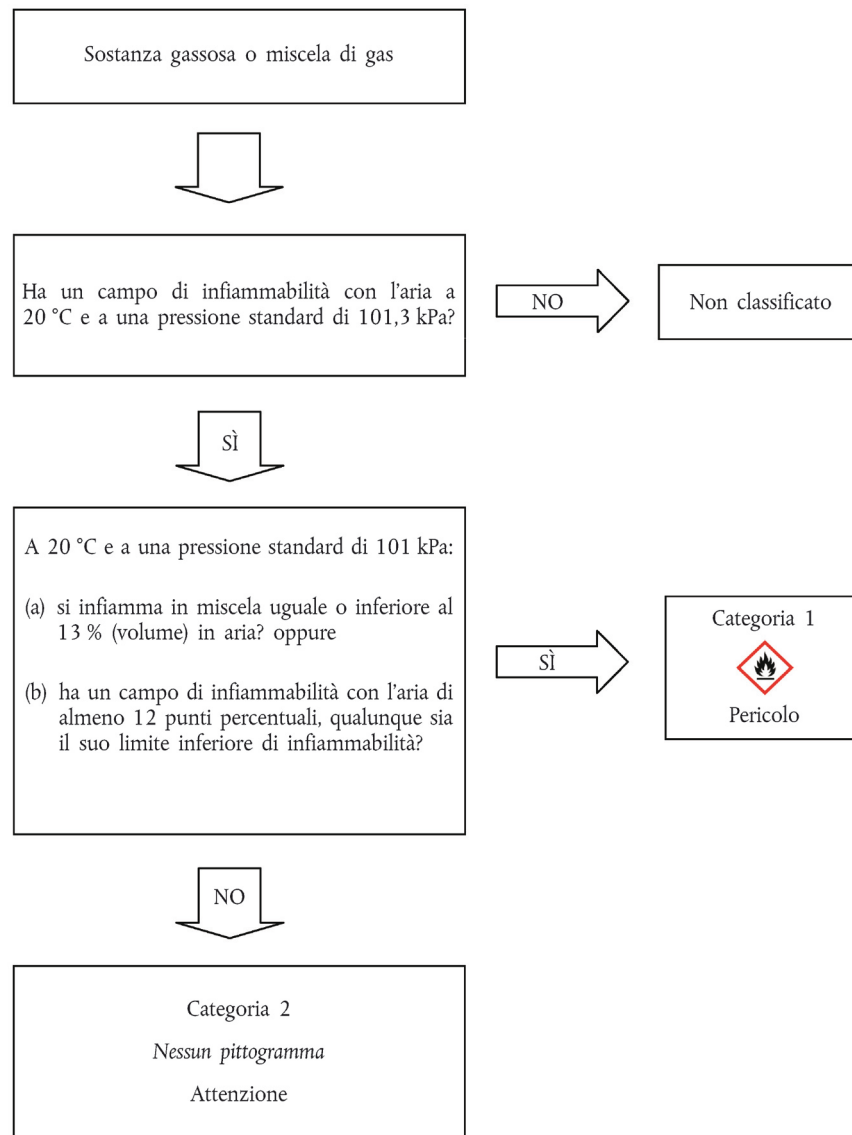 Sostanza gassosa o miscela di gas
Ha un campo di infiammabilità con l'aria a
20 °C e a una pressione standard di 101,3 kPa?
NO
Non classificato
SÌ
A 20 °C e a una pressione standard di 101 kPa:
(a) si infiamma in miscela uguale o inferiore al
13 % (volume) in aria? oppure
(b) ha un campo di infiammabilità con l'aria di
almeno 12 punti percentuali, qualunque sia
il suo limite inferiore di infiammabilità?
SÌ
Categoria 1
Pericolo
NO
Categoria 2
Nessun pittogramma
Attenzione